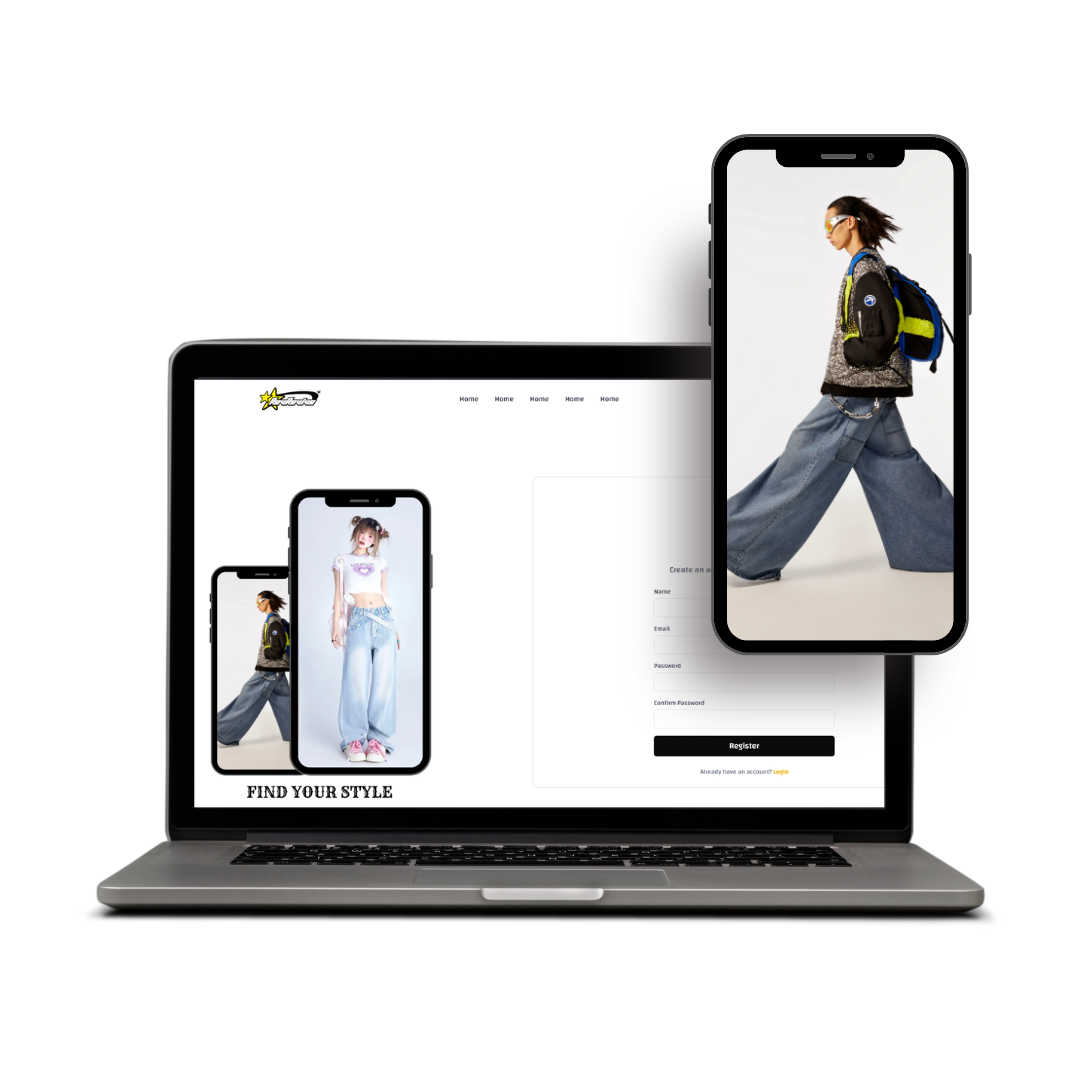 Home Home Home Home Home
Create an a
Name
Email
Password
Confirm Password
Register
Already have an account? Login
FIND YOUR STYLE